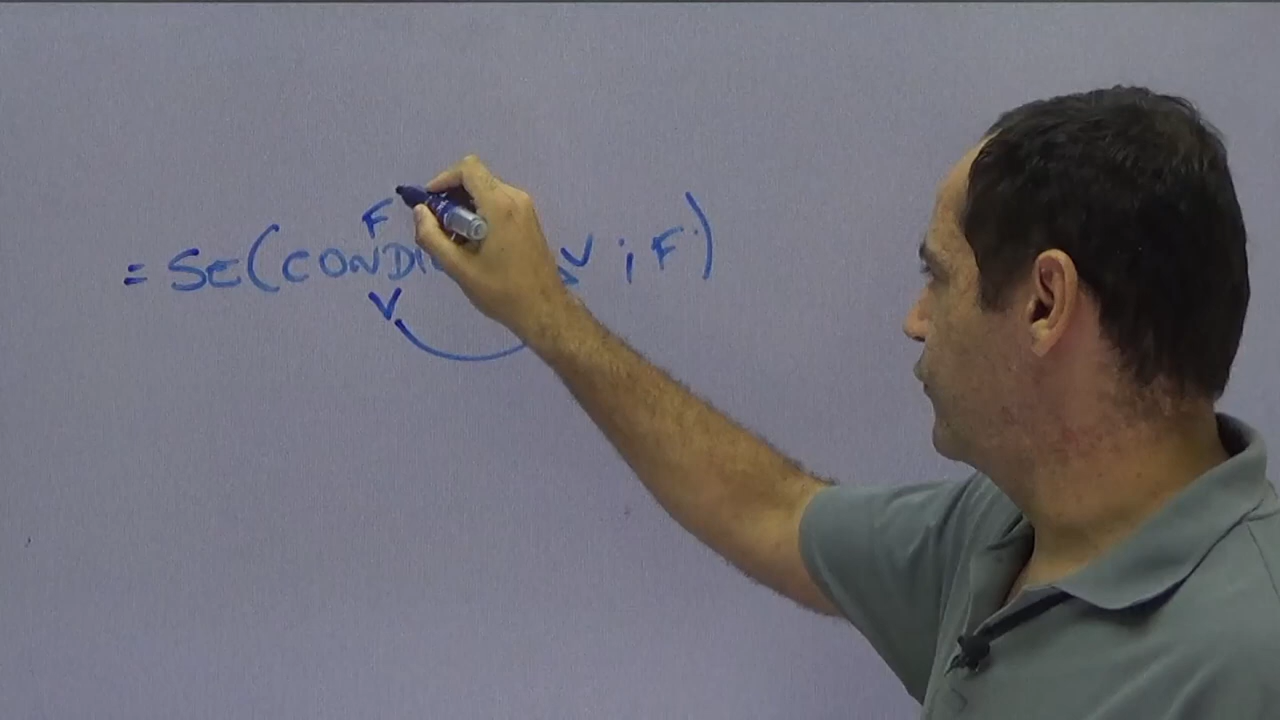 F
= SE(CONDI V ; F)
V